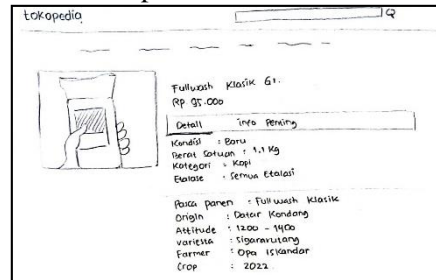 tokopedia
Q
Fullwash Klasik G1.
Rp 95.000
Detail info Penting
Kondisi : Baru
Berat Satuan : 1.1 Kg
Kategori : Kopi
Etalase : Semua Etalasi
Pasca panen : Full wash Klasik
Origin : Datar Kondang
Attitude : 1200 - 1400
varietta : Sigararutang
Farmer : Opa Iskandar
Crop : 2022